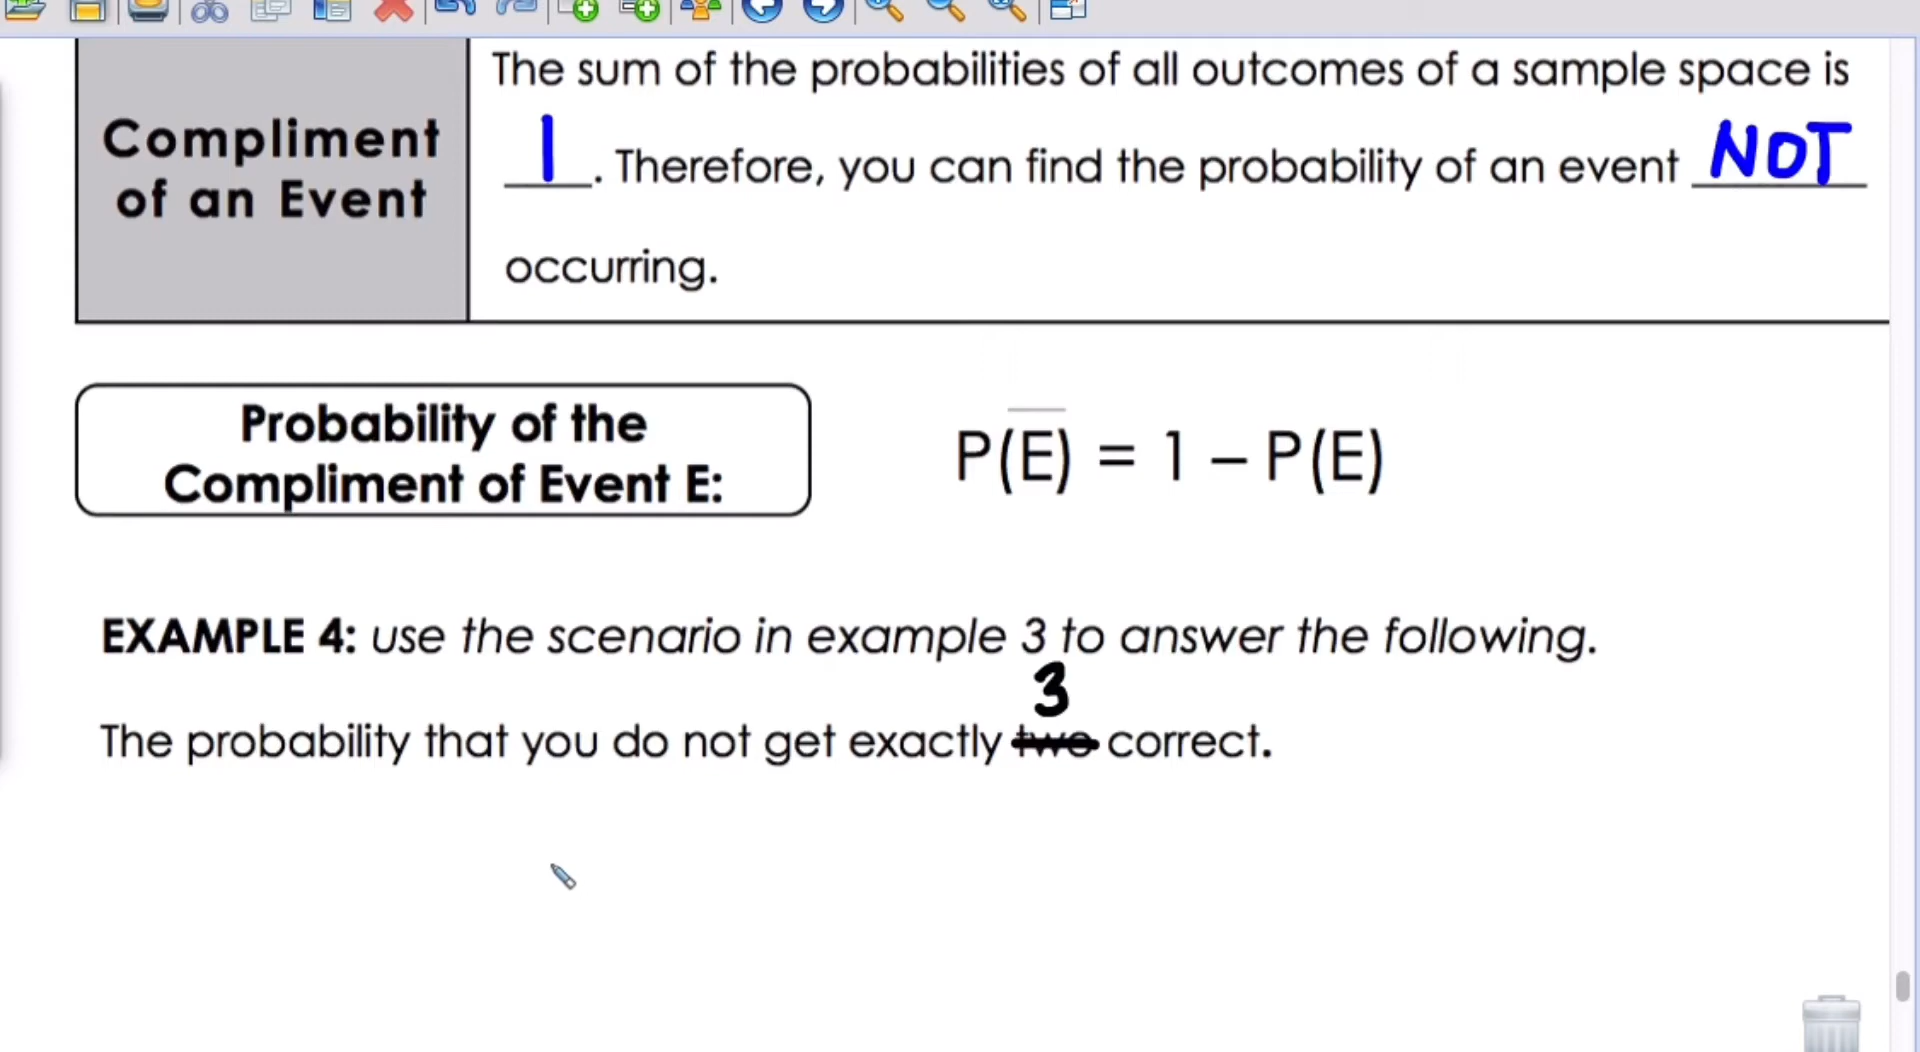 The sum of the probabilities of all outcomes of a sample space is
Compliment
of an Event
1. Therefore, you can find the probability of an event NOT
occurring.
Probability of the
Compliment of Event E:
P(E̅) = 1 – P(E)
EXAMPLE 4: use the scenario in example 3 to answer the following.
3
The probability that you do not get exactly two correct.